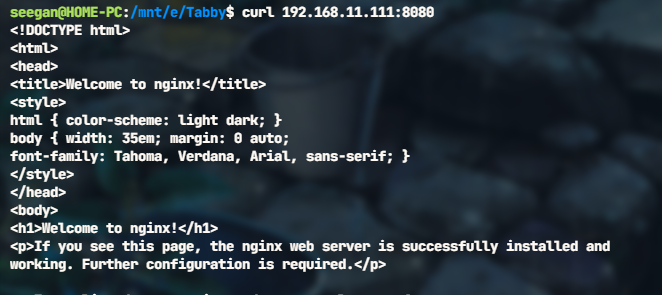 seegan@HOME-PC:/mnt/e/Tabby$ curl 192.168.11.111:8080
<!DOCTYPE html>
<html>
<head>
<title>Welcome to nginx!</title>
<style>
html { color-scheme: light dark; }
body { width: 35em; margin: 0 auto;
font-family: Tahoma, Verdana, Arial, sans-serif; }
</style>
</head>
<body>
<h1>Welcome to nginx!</h1>
<p>If you see this page, the nginx web server is successfully installed and
working. Further configuration is required.</p>